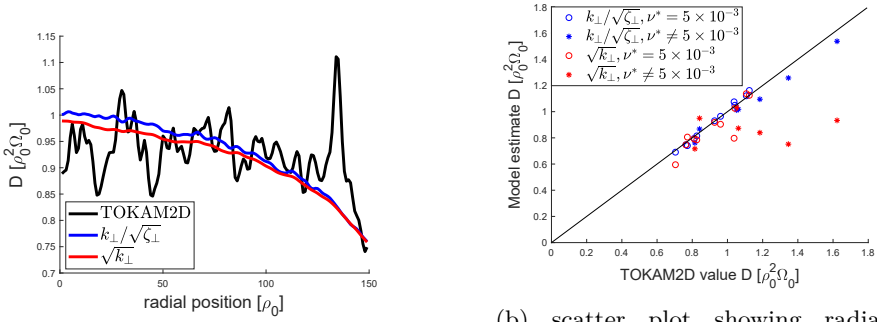 1.15
1.1
1.05
1
0.95
0.9
0.85
0.8
0.75
0.7
D [ρ₀²Ω₀]
TOKAM2D
k⊥/√ζ⊥
√k⊥
0 50 100 150
radial position [ρ₀]
1.8
1.6
1.4
1.2
1
0.8
0.6
0.4
0.2
0
Model estimate D [ρ₀²Ω₀]
k⊥/√ζ⊥, ν* = 5 × 10⁻³
k⊥/√ζ⊥, ν* ≠ 5 × 10⁻³
√k⊥, ν* = 5 × 10⁻³
√k⊥, ν* ≠ 5 × 10⁻³
0 0.2 0.4 0.6 0.8 1 1.2 1.4 1.6 1.8
TOKAM2D value D [ρ₀²Ω₀]
(b) scatter plot showing radia